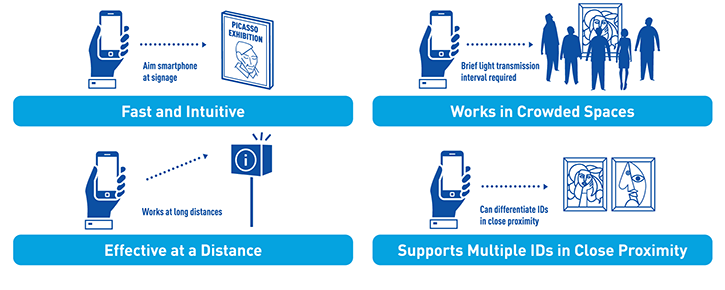 PICASSO
EXHIBITION
Aim smartphone
at signage
Fast and Intuitive
Brief light transmission
interval required
Works in Crowded Spaces
i
Works at long distances
Effective at a Distance
Can differentiate IDs
in close proximity
Supports Multiple IDs in Close Proximity